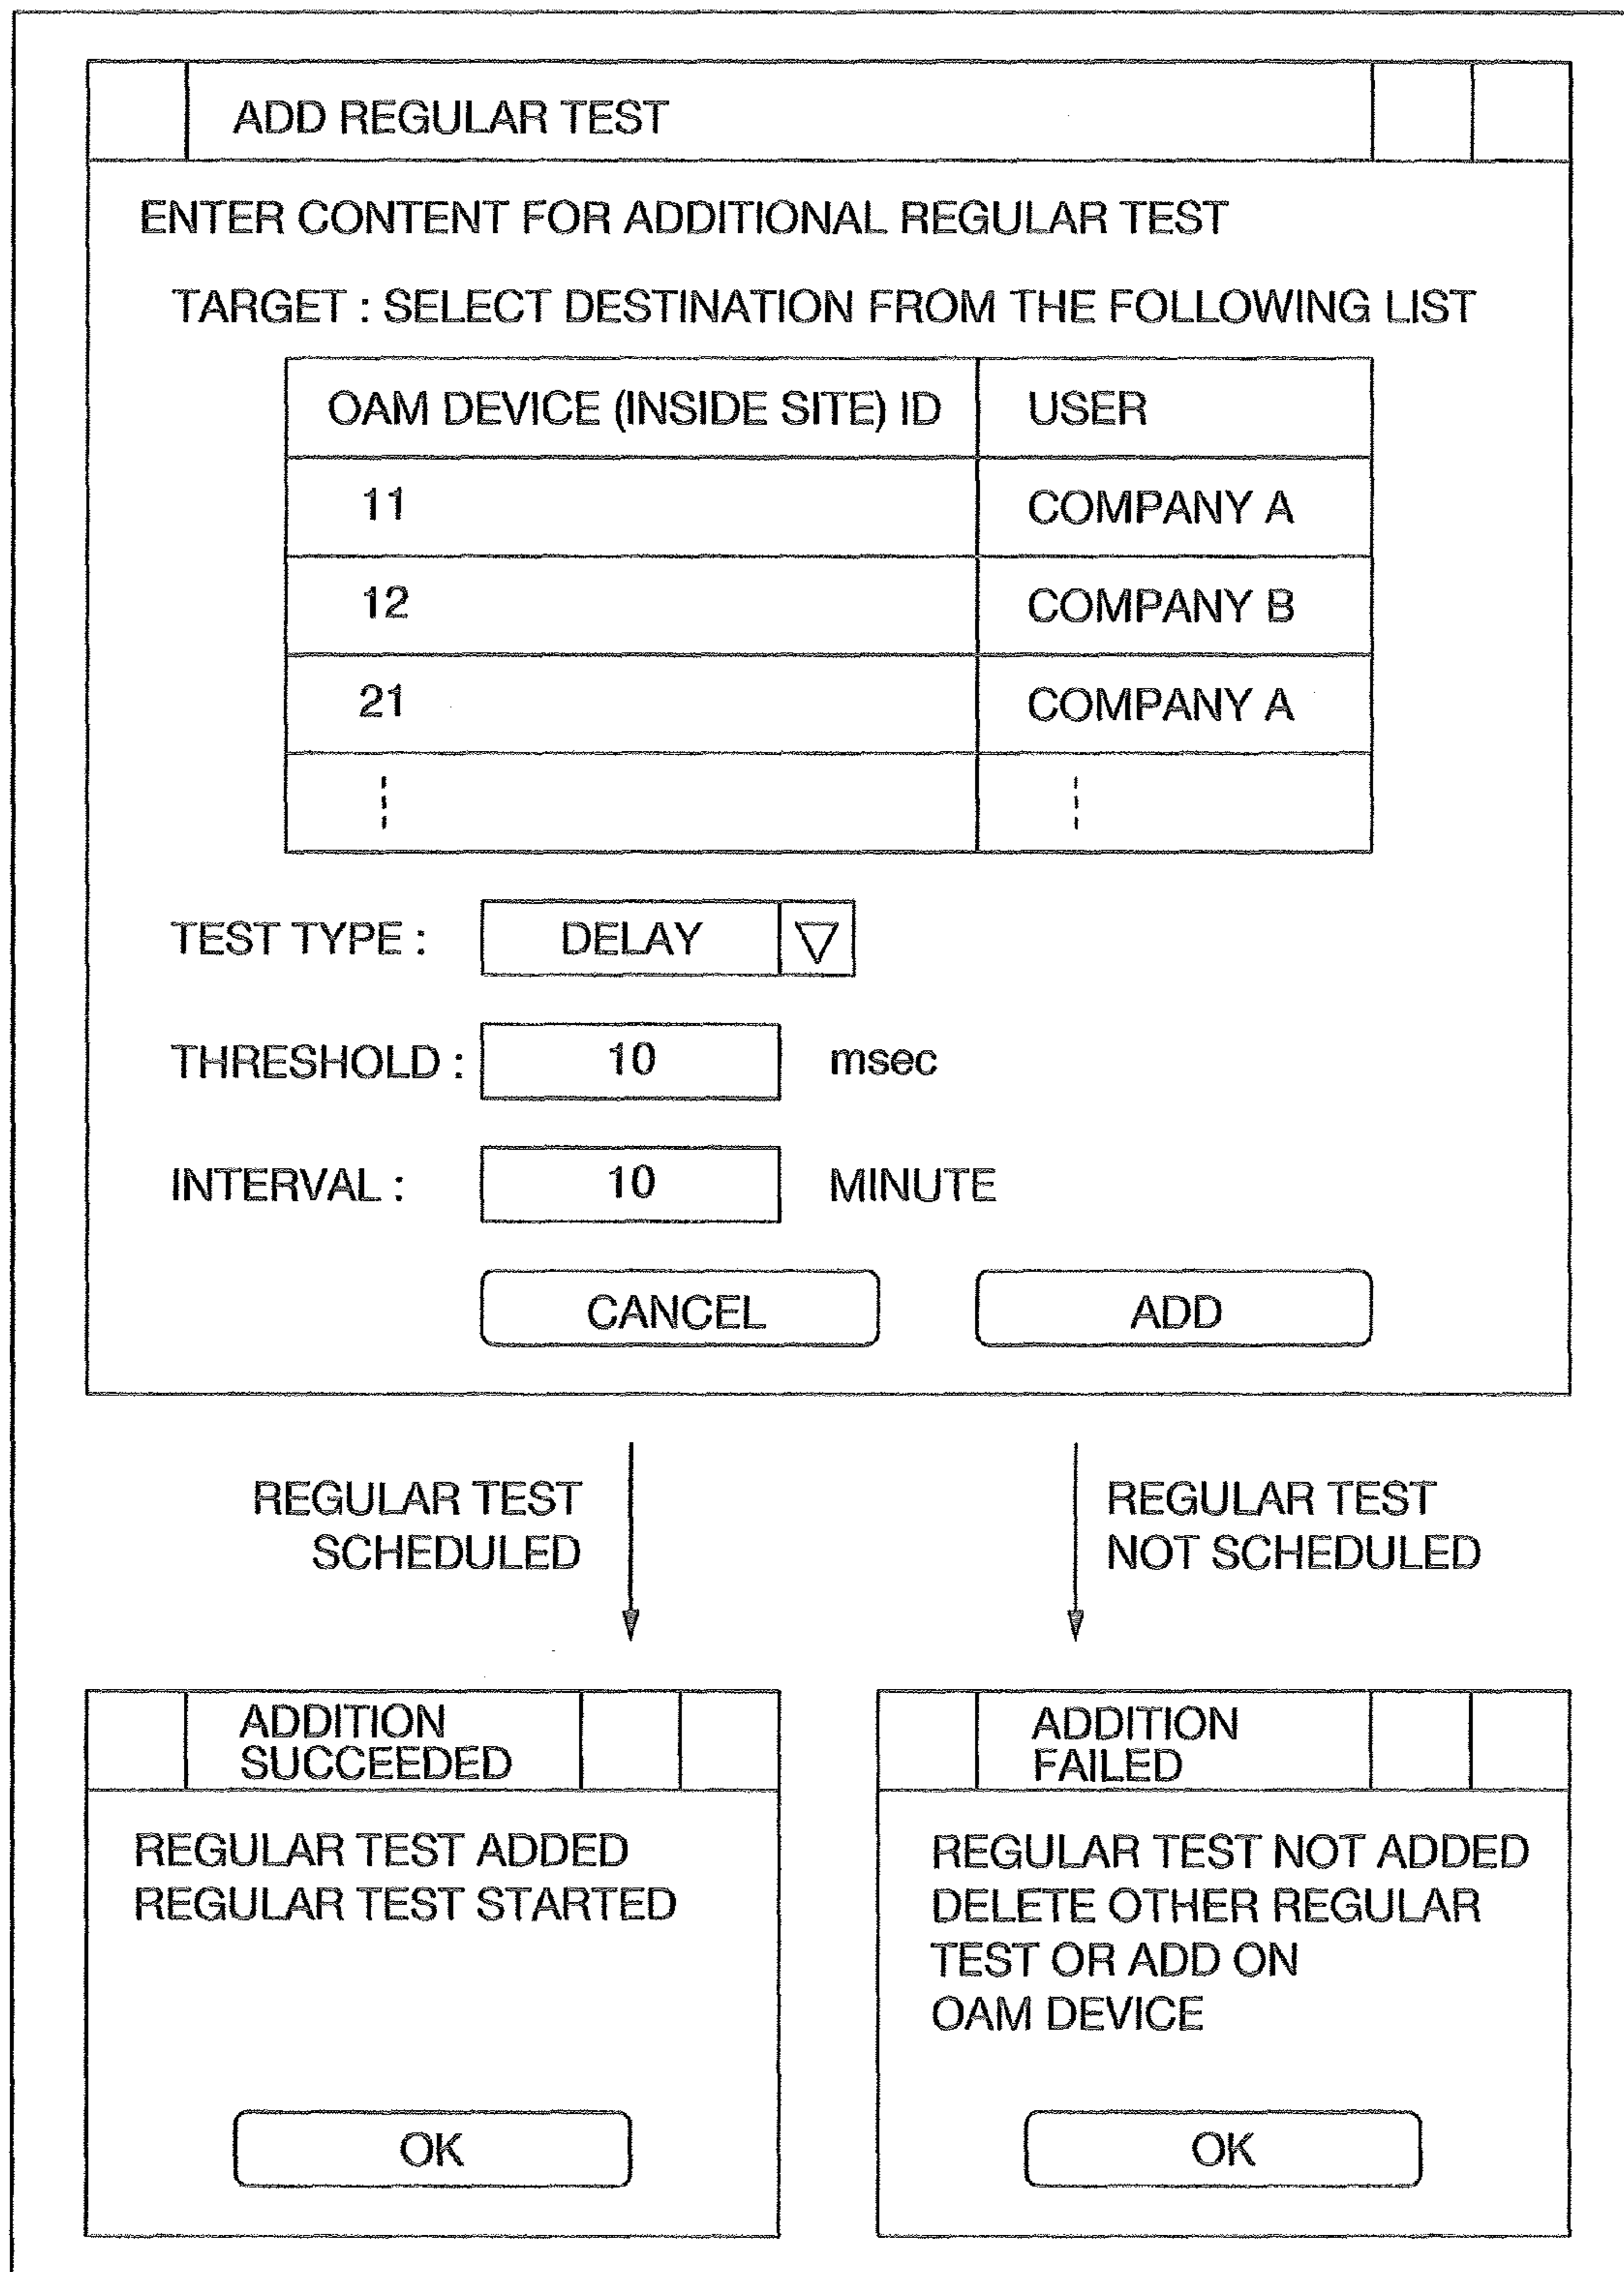 ADD REGULAR TEST
ENTER CONTENT FOR ADDITIONAL REGULAR TEST
TARGET : SELECT DESTINATION FROM THE FOLLOWING LIST
OAM DEVICE (INSIDE SITE) ID USER
11 COMPANY A
12 COMPANY B
21 COMPANY A
TEST TYPE : DELAY
THRESHOLD : 10 msec
INTERVAL : 10 MINUTE
CANCEL ADD
REGULAR TEST
SCHEDULED
REGULAR TEST
NOT SCHEDULED
ADDITION
SUCCEEDED
REGULAR TEST ADDED
REGULAR TEST STARTED
OK
ADDITION
FAILED
REGULAR TEST NOT ADDED
DELETE OTHER REGULAR
TEST OR ADD ON
OAM DEVICE
OK